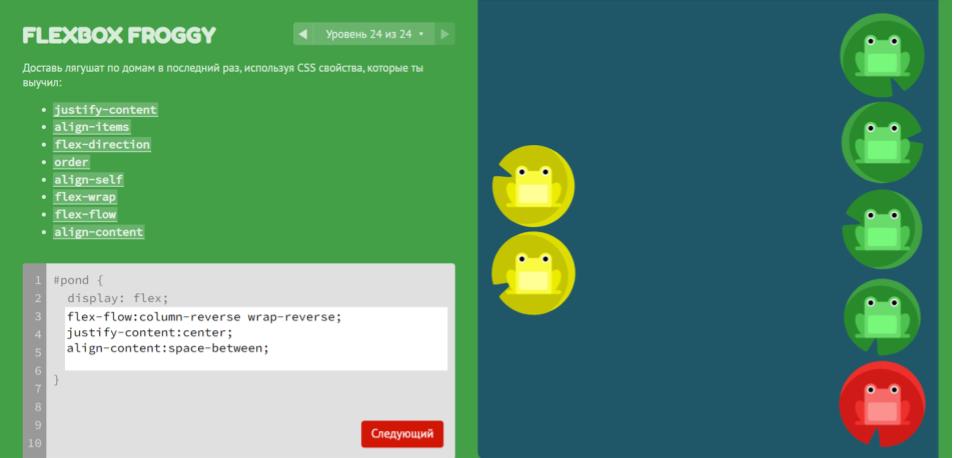 FLEXBOX FROGGY
◀ Уровень 24 из 24 ▾ ▶
Доставь лягушат по домам в последний раз, используя CSS свойства, которые ты
выучил:
• justify-content
• align-items
• flex-direction
• order
• align-self
• flex-wrap
• flex-flow
• align-content
1 #pond {
2 display: flex;
3 flex-flow:column-reverse wrap-reverse;
4 justify-content:center;
5 align-content:space-between;
6
7 }
8
9
10
Следующий